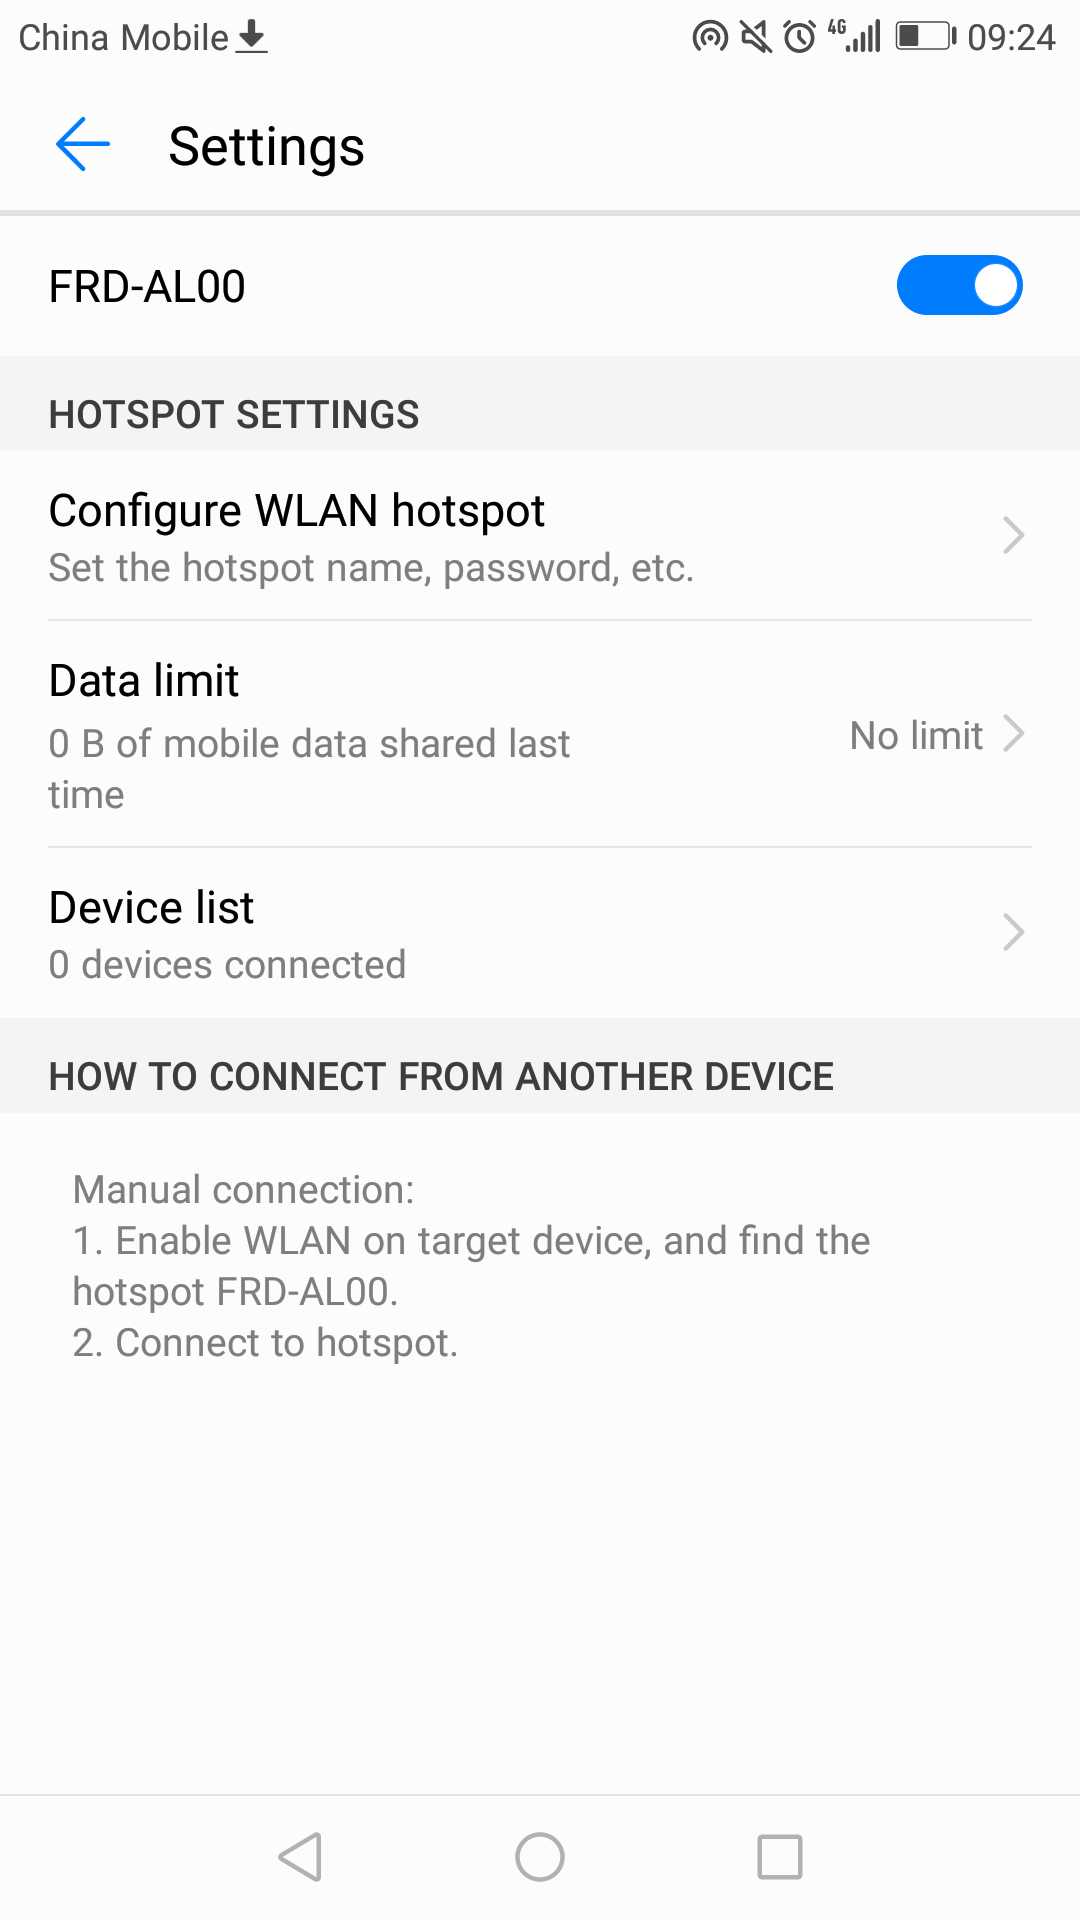 China Mobile 4G 09:24
Settings
FRD-AL00
HOTSPOT SETTINGS
Configure WLAN hotspot
Set the hotspot name, password, etc.
Data limit
0 B of mobile data shared last
time
No limit
Device list
0 devices connected
HOW TO CONNECT FROM ANOTHER DEVICE
Manual connection:
1. Enable WLAN on target device, and find the
hotspot FRD-AL00.
2. Connect to hotspot.